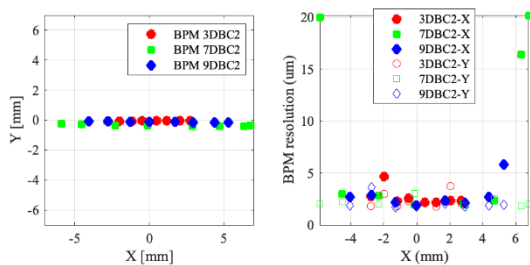 6
4
2
0
-2
-4
-6
Y [mm]
-5
0
5
X [mm]
BPM 3DBC2
BPM 7DBC2
BPM 9DBC2
20
15
10
5
0
BPM resolution (um)
-4
-2
0
2
4
6
X (mm)
3DBC2-X
7DBC2-X
9DBC2-X
3DBC2-Y
7DBC2-Y
9DBC2-Y